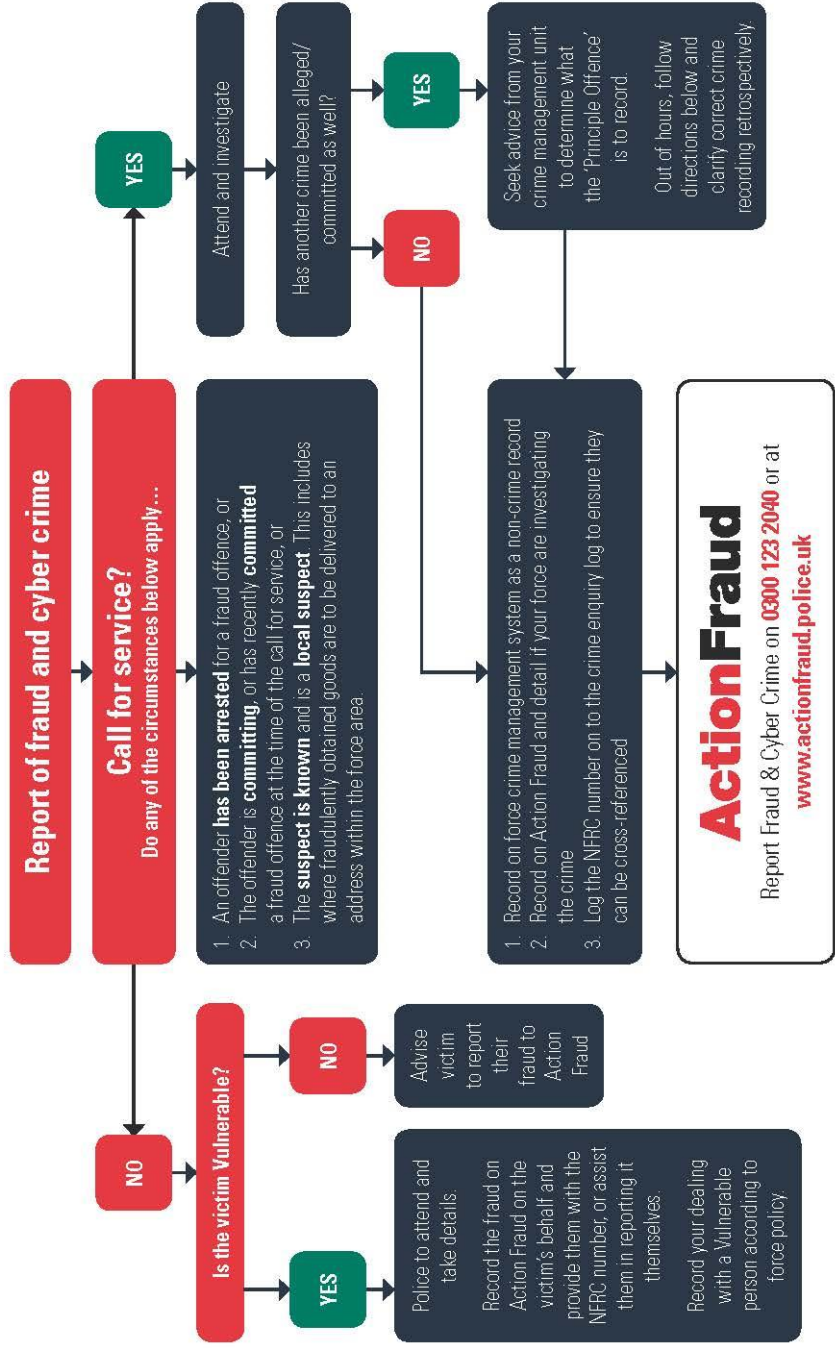 Report of fraud and cyber crime
Call for service?
Do any of the circumstances below apply...
NO
YES
Is the victim Vulnerable?
YES
NO
Police to attend and
take details.
Record the fraud on
Action Fraud on the
victim's behalf and
provide them with the
NFRC number, or assist
them in reporting it
themselves.
Record your dealing
with a Vulnerable
person according to
force policy.
Advise
victim
to report
their
fraud to
Action
Fraud
1. An offender has been arrested for a fraud offence, or
2. The offender is committing, or has recently committed
a fraud offence at the time of the call for service, or
3. The suspect is known and is a local suspect. This includes
where fraudulently obtained goods are to be delivered to an
address within the force area.
Attend and investigate
Has another crime been alleged/
committed as well?
NO
YES
Seek advice from your
crime management unit
to determine what
the 'Principle Offence'
is to record.
Out of hours, follow
directions below and
clarify correct crime
recording retrospectively.
1. Record on force crime management system as a non-crime record
2. Record on Action Fraud and detail if your force are investigating
the crime
3. Log the NFRC number on to the crime enquiry log to ensure they
can be cross-referenced
ActionFraud
Report Fraud & Cyber Crime on 0300 123 2040 or at
www.actionfraud.police.uk